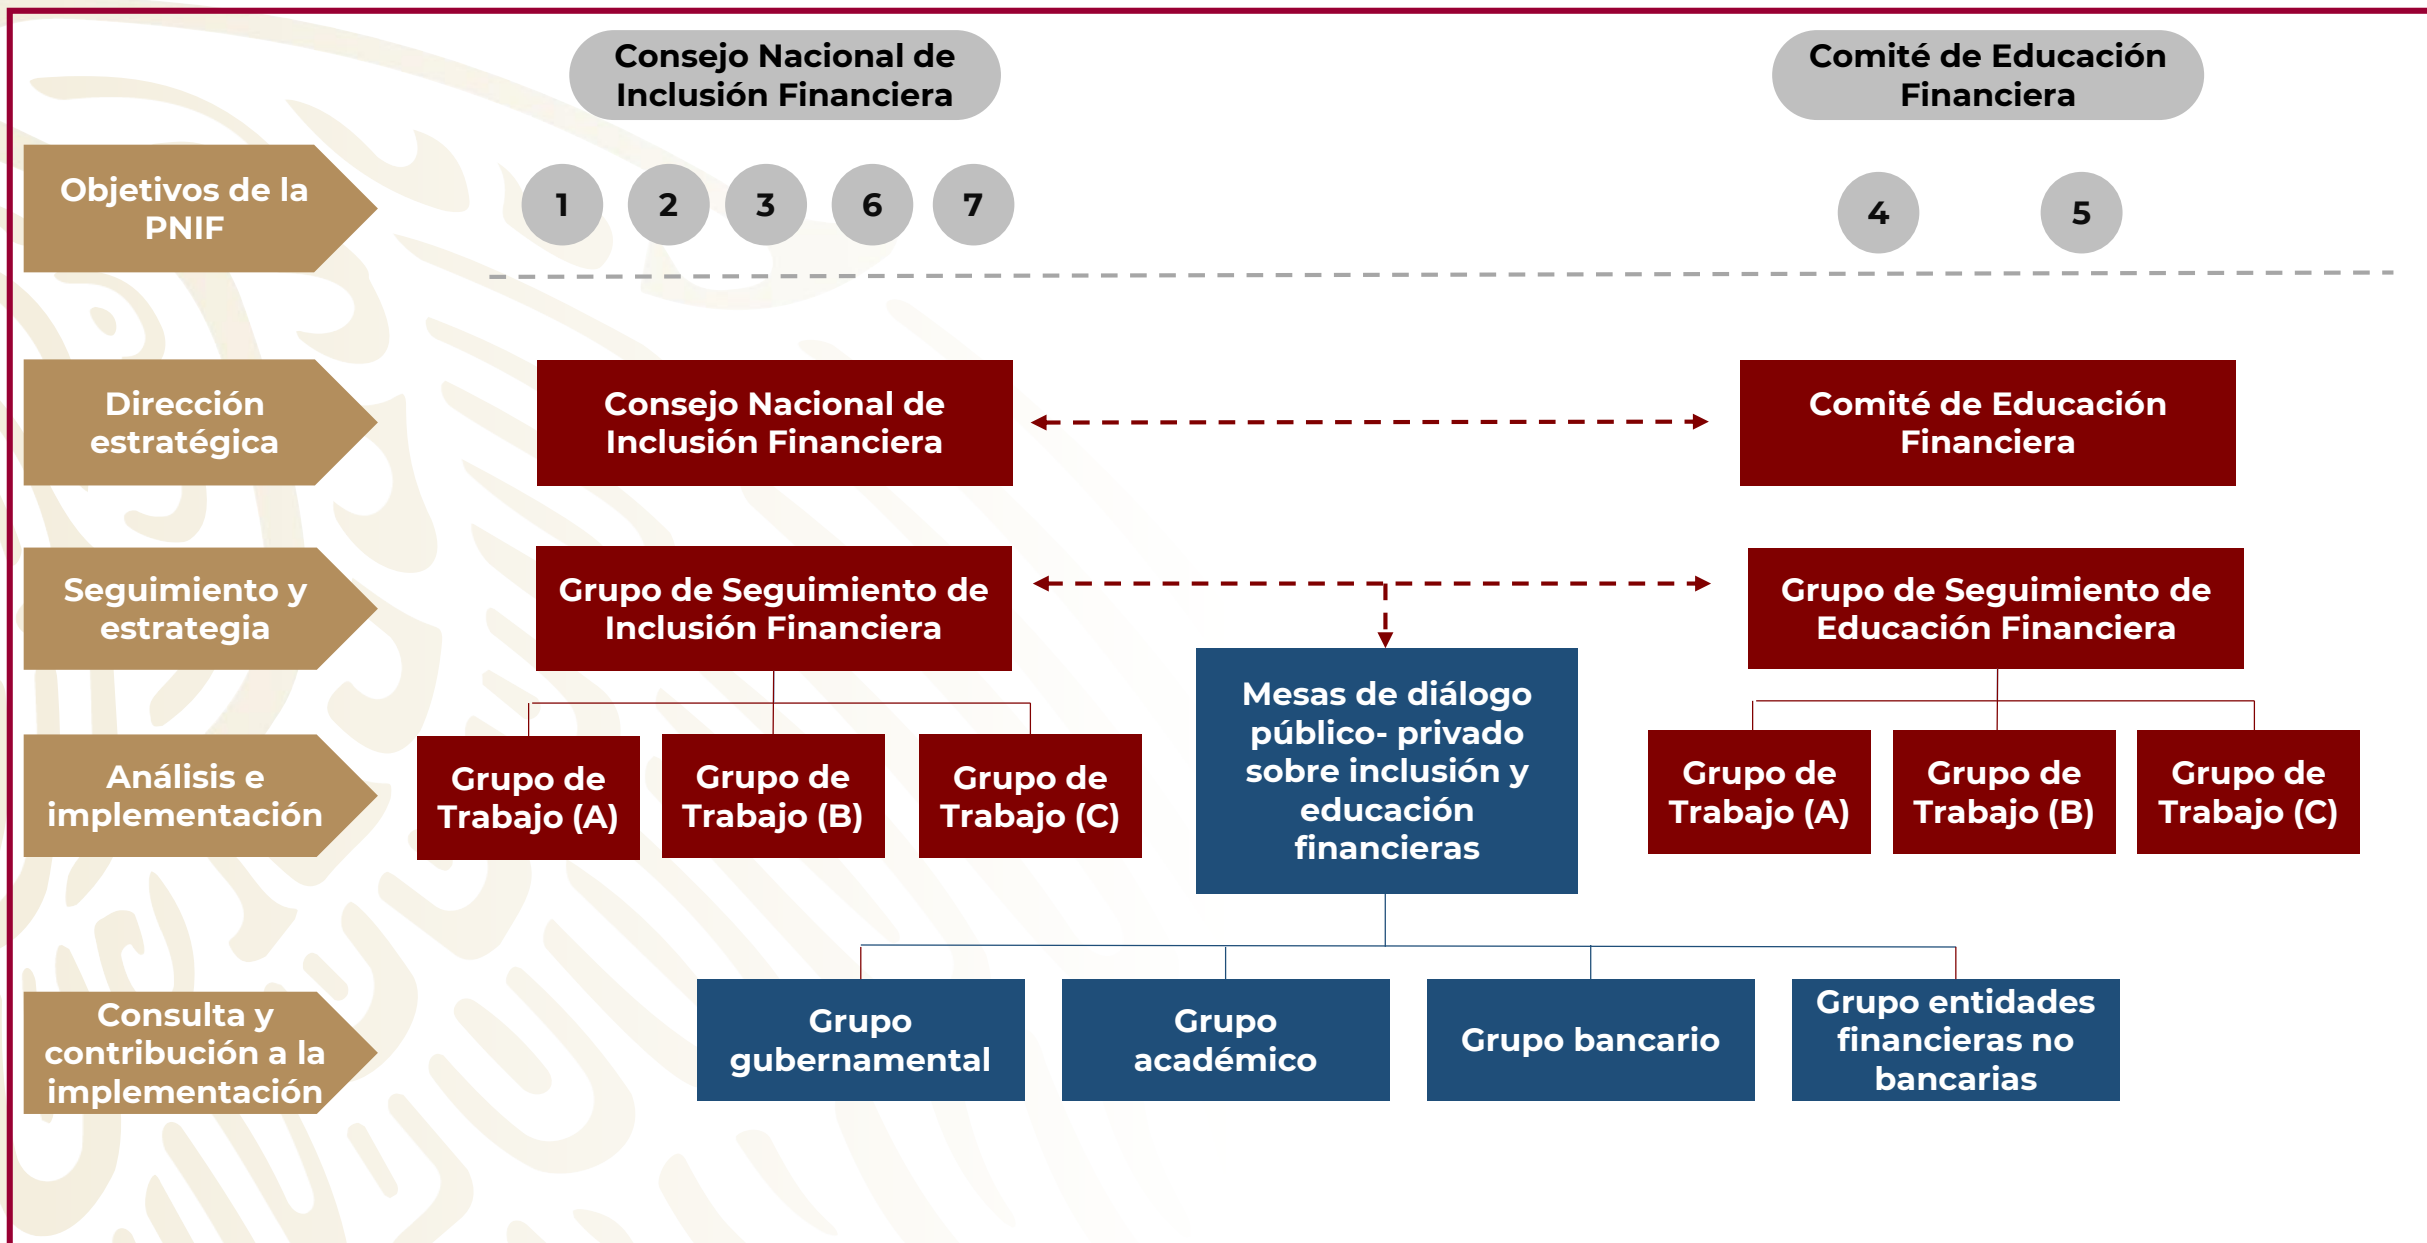 Consejo Nacional de
Inclusión Financiera
Comité de Educación
Financiera
Objetivos de la
PNIF
1
2
3
6
7
4
5
Dirección
estratégica
Consejo Nacional de
Inclusión Financiera
Comité de Educación
Financiera
Seguimiento y
estrategia
Grupo de Seguimiento de
Inclusión Financiera
Grupo de Seguimiento de
Educación Financiera
Mesas de diálogo
público- privado
sobre inclusión y
educación
financieras
Análisis e
implementación
Grupo de
Trabajo (A)
Grupo de
Trabajo (B)
Grupo de
Trabajo (C)
Grupo de
Trabajo (A)
Grupo de
Trabajo (B)
Grupo de
Trabajo (C)
Consulta y
contribución a la
implementación
Grupo
gubernamental
Grupo
académico
Grupo bancario
Grupo entidades
financieras no
bancarias